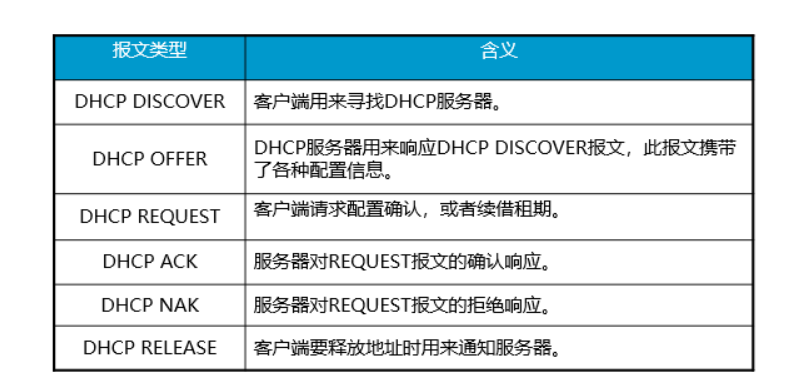 报文类型 含义
DHCP DISCOVER 客户端用来寻找DHCP服务器。
DHCP OFFER DHCP服务器用来响应DHCP DISCOVER报文，此报文携带
了各种配置信息。
DHCP REQUEST 客户端请求配置确认，或者续借租期。
DHCP ACK 服务器对REQUEST报文的确认响应。
DHCP NAK 服务器对REQUEST报文的拒绝响应。
DHCP RELEASE 客户端要释放地址时用来通知服务器。